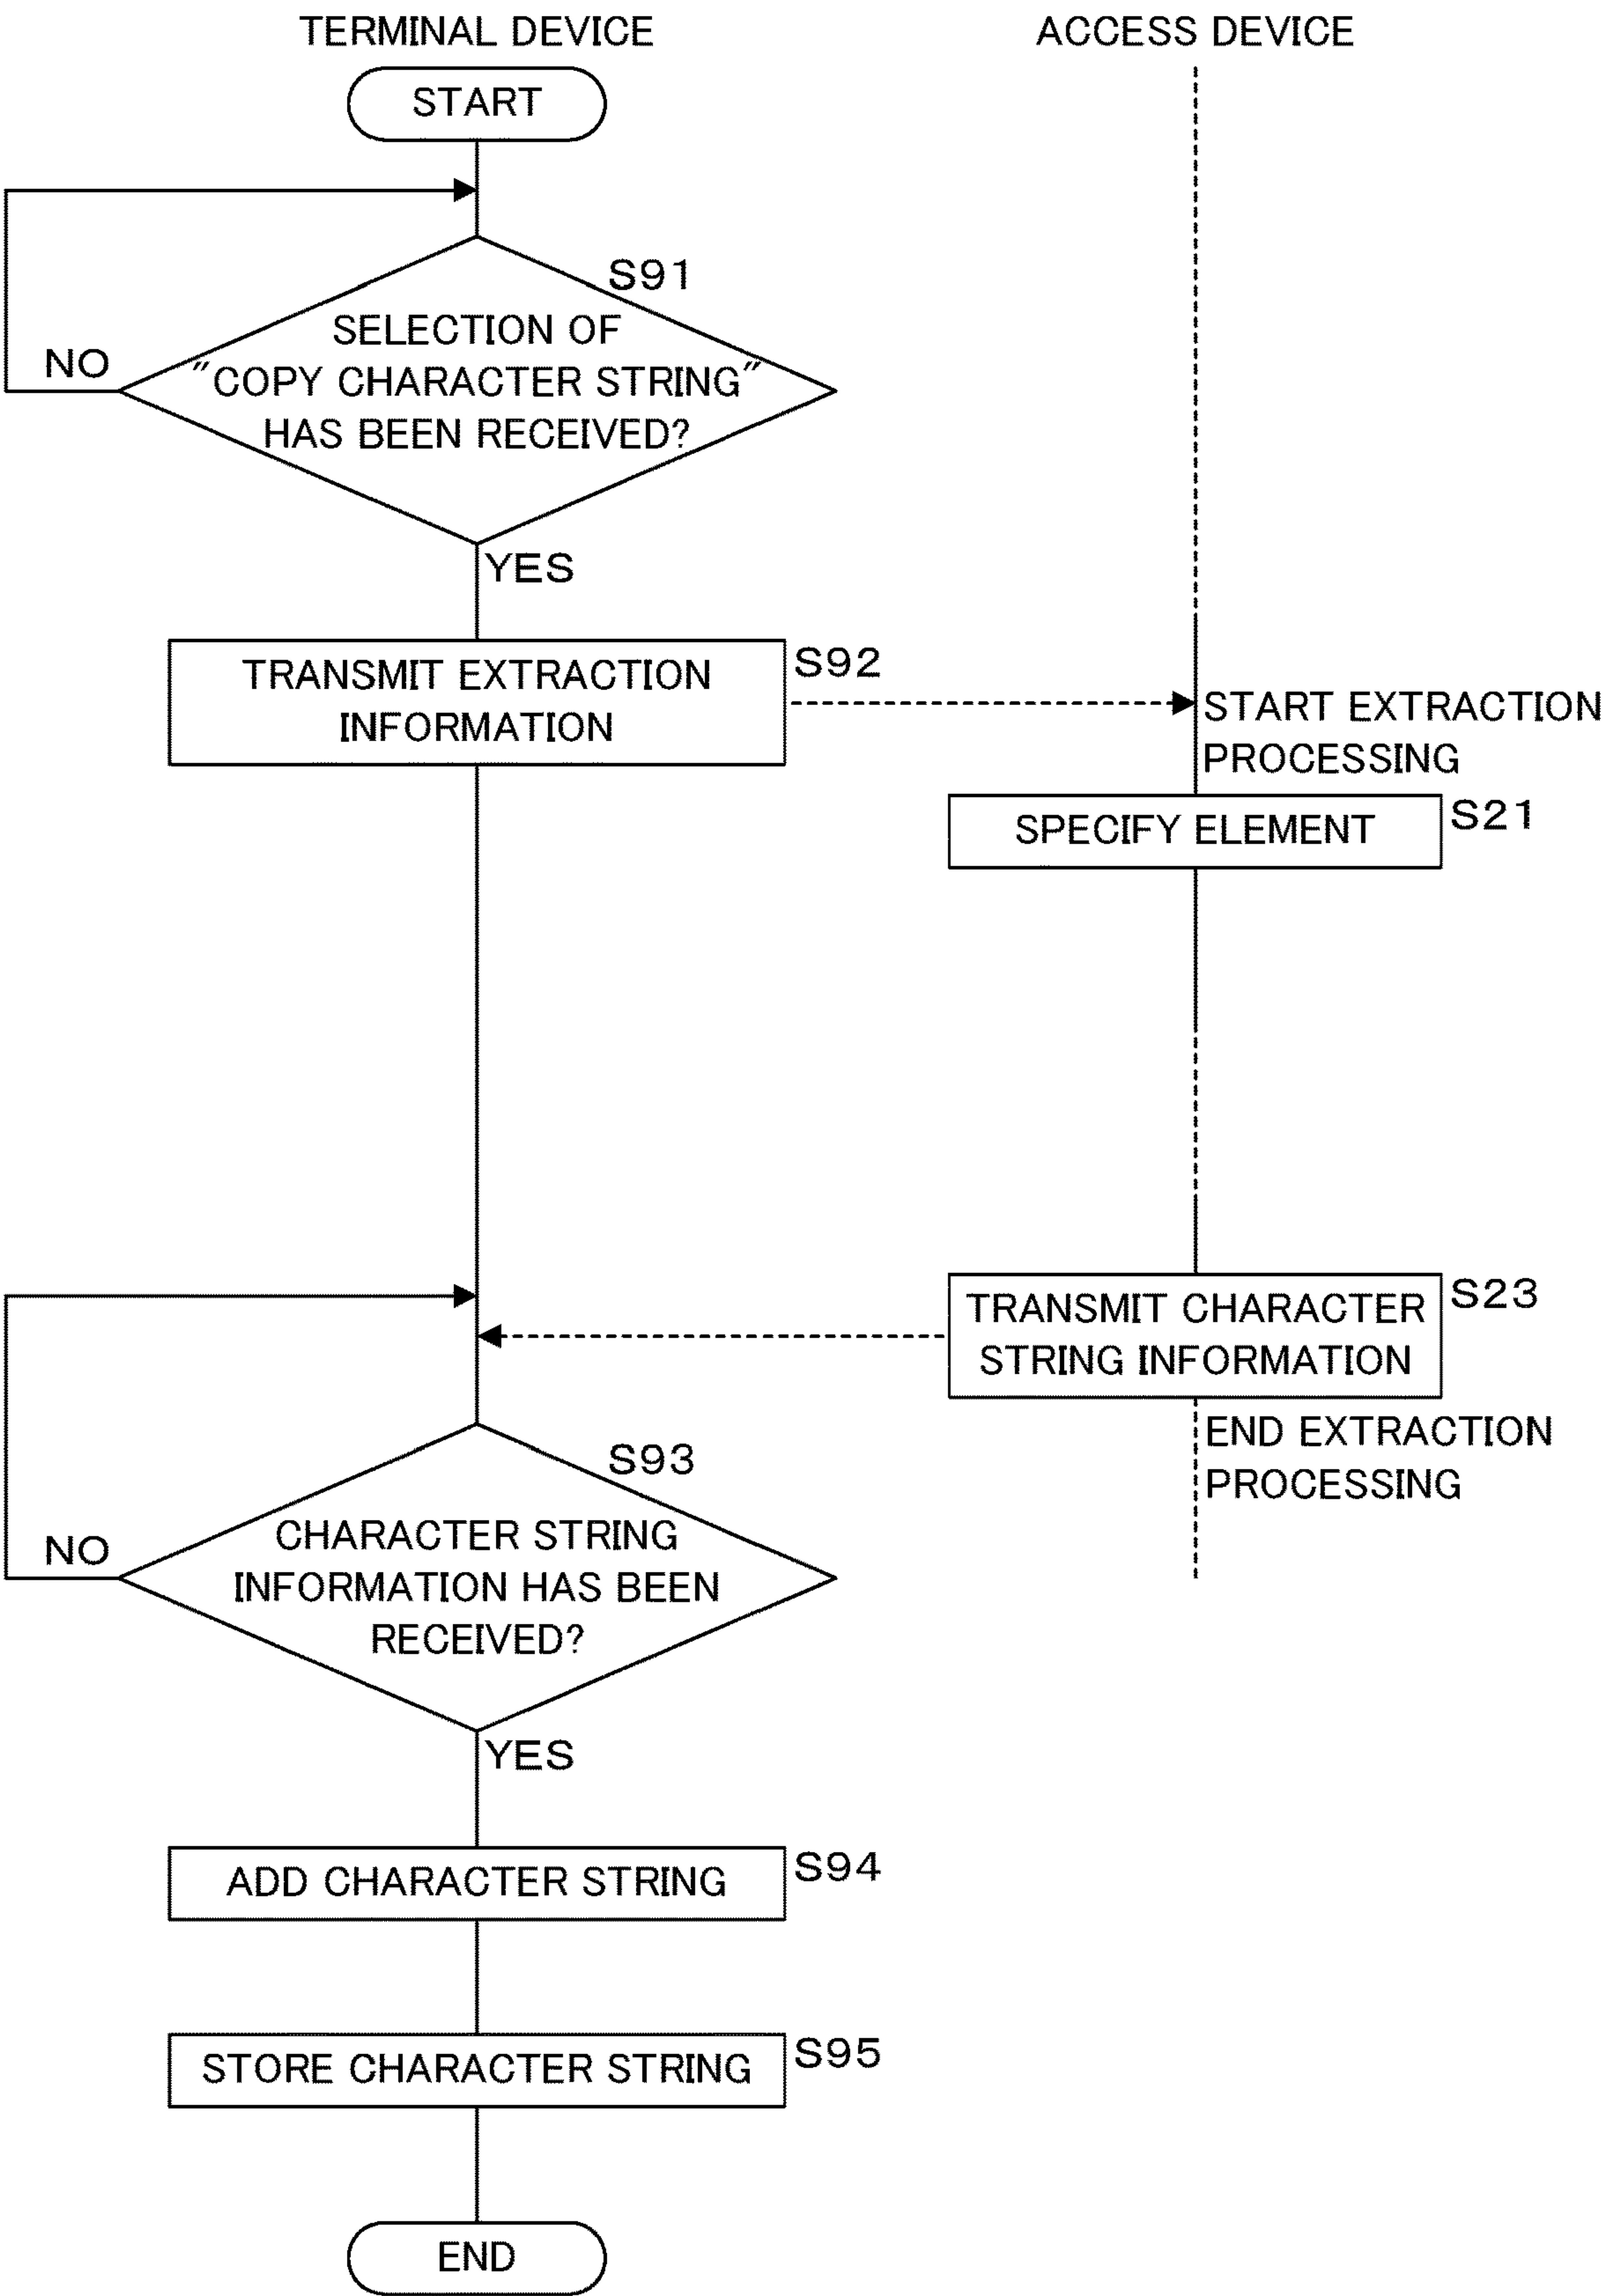 TERMINAL DEVICE
ACCESS DEVICE
START
S91
SELECTION OF
"COPY CHARACTER STRING"
HAS BEEN RECEIVED?
NO
YES
TRANSMIT EXTRACTION
INFORMATION
S92
START EXTRACTION
PROCESSING
SPECIFY ELEMENT
S21
TRANSMIT CHARACTER
STRING INFORMATION
S23
END EXTRACTION
PROCESSING
S93
CHARACTER STRING
INFORMATION HAS BEEN
RECEIVED?
NO
YES
ADD CHARACTER STRING
S94
STORE CHARACTER STRING
S95
END